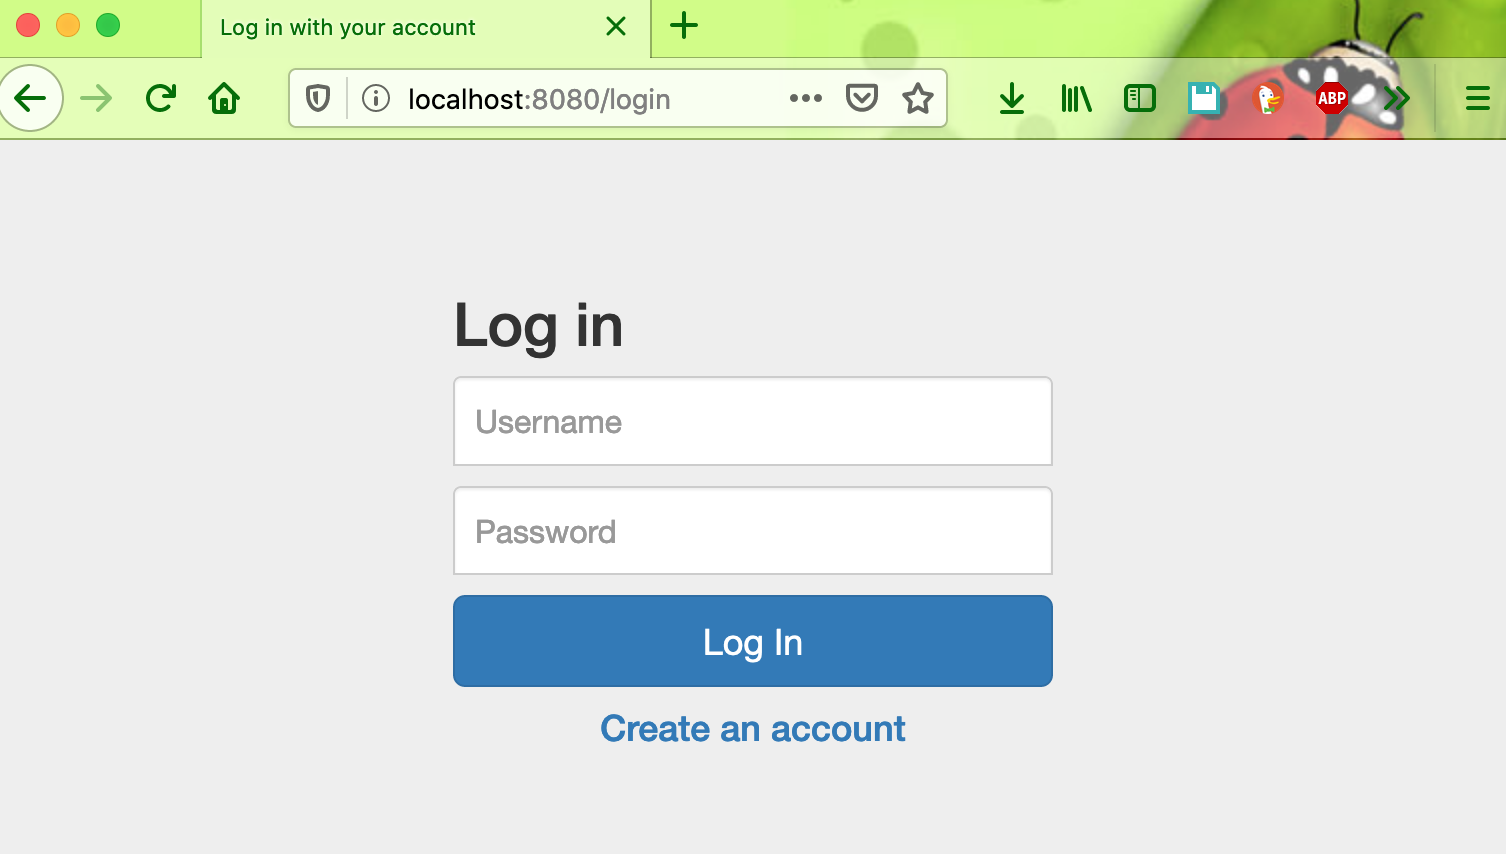 Log in with your account
localhost:8080/login
ABP
Log in
Username
Password
Log In
Create an account